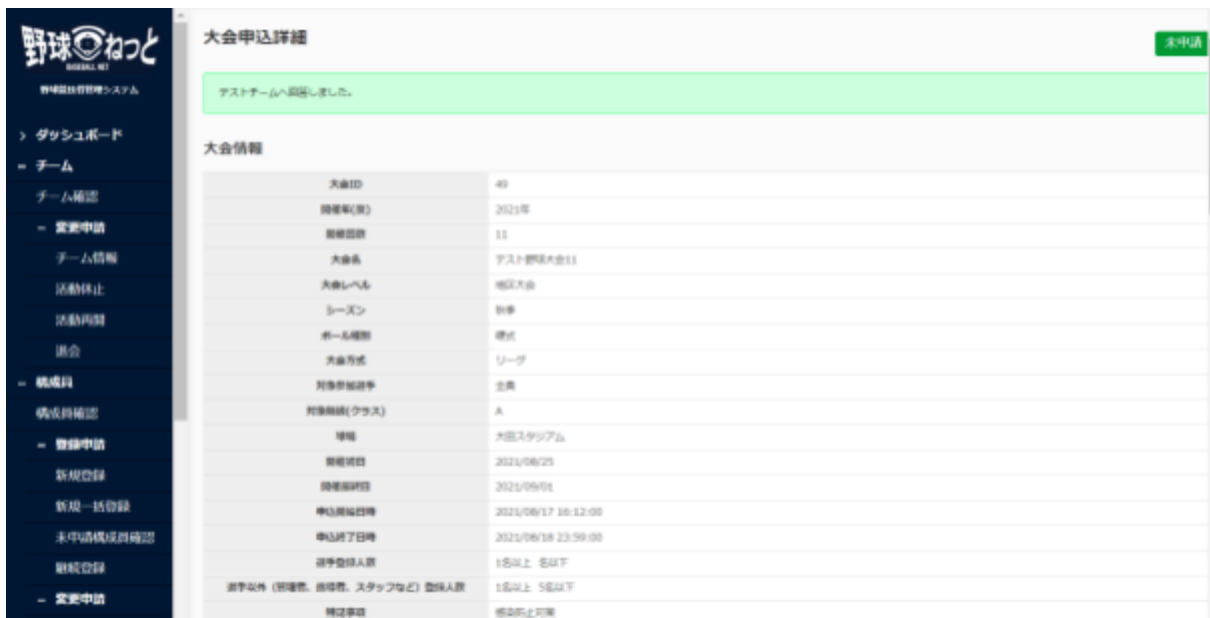 野球ねっと
BASEBALL NET
野球競技者管理システム
> ダッシュボード
− チーム
チーム確認
− 変更申請
チーム情報
活動休止
活動再開
退会
− 構成員
構成員確認
− 登録申請
新規登録
新規一括登録
未申請構成員確認
継続登録
− 変更申請
大会申込詳細
未申請
テストチームへ回答しました。
大会情報
大会ID 49
開催年(度) 2021年
開催回数 11
大会名 テスト野球大会11
大会レベル 地区大会
シーズン 秋季
ボール種別 硬式
大会方式 リーグ
対象参加選手 全員
対象階級(クラス) A
球場 大田スタジアム
開催初日 2021/08/25
開催最終日 2021/09/01
申込開始日時 2021/08/17 16:12:00
申込終了日時 2021/08/18 23:59:00
選手登録人数 1名以上 名以下
選手以外（管理者、指導者、スタッフなど）登録人数 1名以上 5名以下
特記事項 感染防止対策